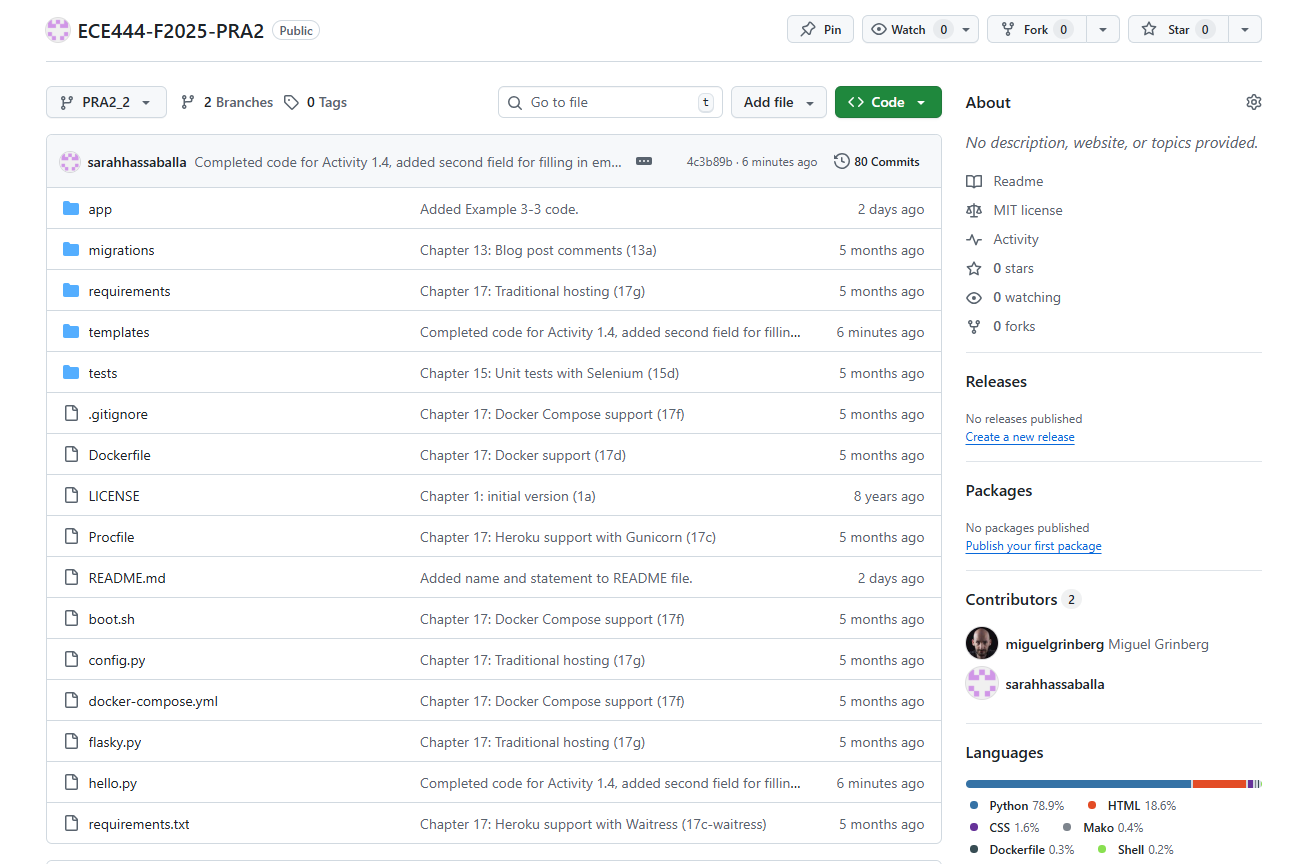 ECE444-F2025-PRA2 Public Pin Watch 0 Fork 0 Star 0
PRA2_2 2 Branches 0 Tags Go to file t Add file Code
sarahhassaballa Completed code for Activity 1.4, added second field for filling in em... 4c3b89b · 6 minutes ago 80 Commits
app Added Example 3-3 code. 2 days ago
migrations Chapter 13: Blog post comments (13a) 5 months ago
requirements Chapter 17: Traditional hosting (17g) 5 months ago
templates Completed code for Activity 1.4, added second field for fillin... 6 minutes ago
tests Chapter 15: Unit tests with Selenium (15d) 5 months ago
.gitignore Chapter 17: Docker Compose support (17f) 5 months ago
Dockerfile Chapter 17: Docker support (17d) 5 months ago
LICENSE Chapter 1: initial version (1a) 8 years ago
Procfile Chapter 17: Heroku support with Gunicorn (17c) 5 months ago
README.md Added name and statement to README file. 2 days ago
boot.sh Chapter 17: Docker Compose support (17f) 5 months ago
config.py Chapter 17: Traditional hosting (17g) 5 months ago
docker-compose.yml Chapter 17: Docker Compose support (17f) 5 months ago
flasky.py Chapter 17: Traditional hosting (17g) 5 months ago
hello.py Completed code for Activity 1.4, added second field for fillin... 6 minutes ago
requirements.txt Chapter 17: Heroku support with Waitress (17c-waitress) 5 months ago
About
No description, website, or topics provided.
Readme
MIT license
Activity
0 stars
0 watching
0 forks
Releases
No releases published
Create a new release
Packages
No packages published
Publish your first package
Contributors 2
miguelgrinberg Miguel Grinberg
sarahhassaballa
Languages
Python 78.9% HTML 18.6%
CSS 1.6% Mako 0.4%
Dockerfile 0.3% Shell 0.2%